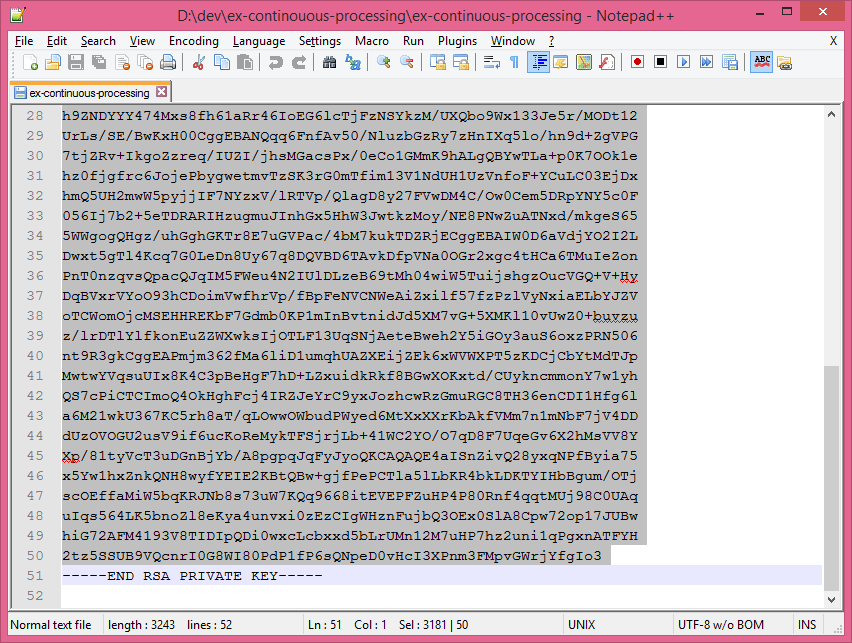 D:\dev\ex-continouous-processing\ex-continuous-processing - Notepad++
File Edit Search View Encoding Language Settings Macro Run Plugins Window ? X
ABC
ex-continuous-processing
28 h9ZNDYYY474Mxs8fh61aRr46IoEG6lcTjFzNSYkzM/UXQbo9Wx133Je5r/MODt12
29 UrLs/SE/BwKxH00CggEBANQqq6FnfAv50/NluzbGzRy7zHnIXq5lo/hn9d+ZgVPG
30 7tjZRv+IkgoZzreq/IUZI/jhsMGacsPx/0eCo1GMmK9hALgQBYwTLa+p0K7OOk1e
31 hz0fjgfrc6JojePbygwetmvTzSK3rG0mTfim13V1NdUH1UzVnfoF+YCuLC03EjDx
32 hmQ5UH2mwW5pyjjIF7NYzxV/lRTVp/QlagD8y27FVwDM4C/Ow0Cem5DRpYNY5c0F
33 056Ij7b2+5eTDRARIHzugmuJInhGx5HhW3JwtkzMoy/NE8PNwZuATNxd/mkgeS65
34 5WWgogQHgz/uhGghGKTr8E7uGVPac/4bM7kukTDZRjECggEBAIW0D6aVdjYO2I2L
35 Dwxt5gTl4Kcq7G0LeDn8Uy67q8DQVBD6TAvkDfpVNa0OGr2xgc4tHCa6TMuIeZon
36 PnT0nzqvsQpacQJqIM5FWeu4N2IUlDLzeB69tMh04wiW5TuijshgzOucVGQ+V+Hy
37 DqBVxrVYoO93hCDoimVwfhrVp/fBpFeNVCNWeAiZxilf57fzPzlVyNxiaELbYJZV
38 oTCWomOjcMSEHHREKbF7Gdmb0KP1mInBvtnidJd5XM7vG+5XMKl10vUwZ0+buvzu
39 z/lrDTlYlfkonEuZZWXwksIjOTLF13UqSNjAeteBweh2Y5iGOy3auS6oxzPRN506
40 nt9R3gkCggEAPmjm362fMa6liD1umqhUAZXEijZEk6xWVWXPT5zKDCjCbYtMdTJp
41 MwtwYVqsuUIx8K4C3pBeHgF7hD+LZxuidkRkf8BGwXOKxtd/CUykncmmonY7w1yh
42 QS7cPiCTCImoQ4OkHghFcj4IRZJeYrC9yxJozhcwRzGmuRGC8TH36enCDI1Hfg6l
43 a6M21wkU367KC5rh8aT/qLOwwOWbudPWyed6MtXxXXrKbAkfVMm7n1mNbF7jV4DD
44 dUzOVOGU2usV9if6ucKoReMykTFSjrjLb+41WC2YO/O7qD8F7UqeGv6X2hMsVV8Y
45 Xp/81tyVcT3uDGnBjYb/A8pgpqJqFyJyoQKCAQAQE4aISnZivQ28yxqNPfByia75
46 x5Yw1hxZnkQNH8wyfYEIE2KBtQBw+gjfPePCTla5lLbKR4bkLDKTYIHbBgum/OTj
47 scOEffaMiW5bqKRJNb8s73uW7KQq9668itEVEPFZuHP4P80Rnf4qqtMUj98C0UAq
48 uIqs564LK5bnoZl8eKya4unvxi0zEzCIgWHznFujbQ3OEx0SlA8Cpw72op17JUBw
49 hiG72AFM4193V8TIDIpQDi0wxcLcbxxd5bLrUMn12M7uHP7hz2uni1qPgxnATFYH
50 2tz5SSUB9VQcnrI0G8WI80PdP1fP6sQNpeD0vHcI3XPnm3FMpvGWrjYfgIo3
51 -----END RSA PRIVATE KEY-----
52
Normal text file length : 3243 lines : 52 Ln : 51 Col : 1 Sel : 3181 | 50 UNIX UTF-8 w/o BOM INS